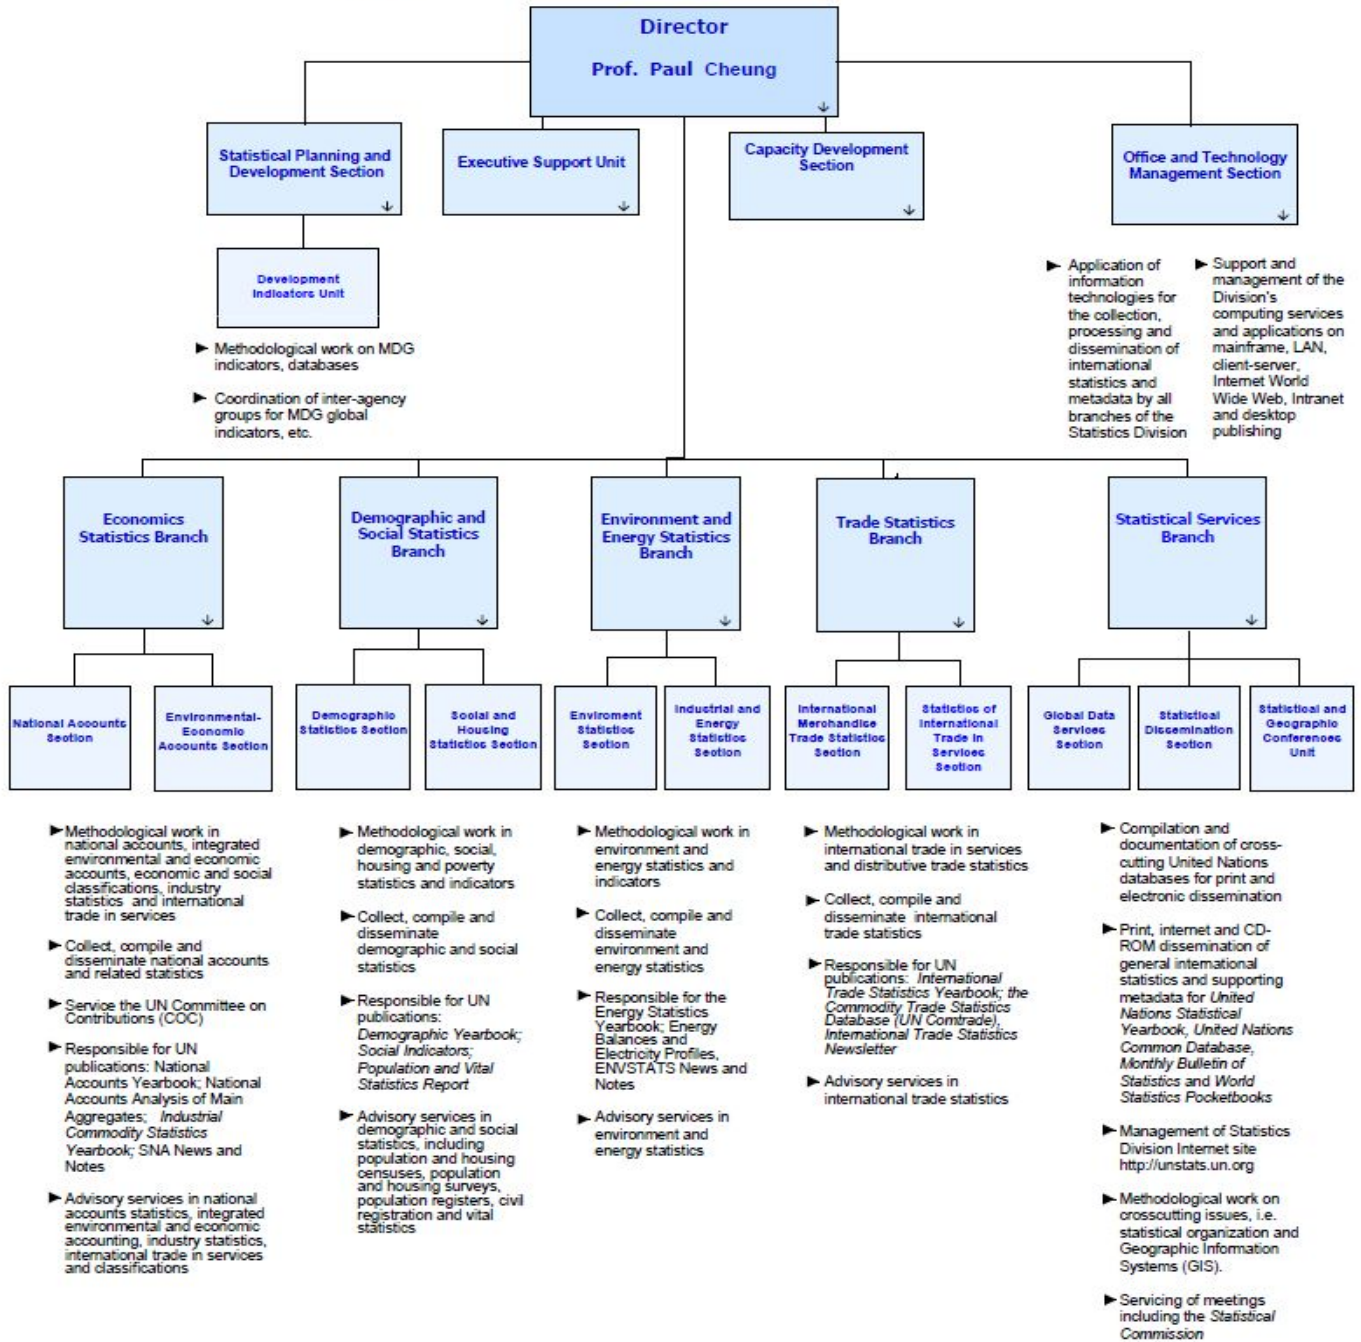 Director
Prof. Paul Cheung
Statistical Planning and
Development Section
Executive Support Unit
Capacity Development
Section
Office and Technology
Management Section
Development
Indicators Unit
► Methodological work on MDG
indicators, databases
► Coordination of inter-agency
groups for MDG global
indicators, etc.
► Application of
information
technologies for
the collection,
processing and
dissemination of
international
statistics and
metadata by all
branches of the
Statistics Division
► Support and
management of the
Division's
computing services
and applications on
mainframe, LAN,
client-server,
Internet World
Wide Web, Intranet
and desktop
publishing
Economics
Statistics Branch
Demographic and
Social Statistics
Branch
Environment and
Energy Statistics
Branch
Trade Statistics
Branch
Statistical Services
Branch
National Accounts
Section
Environmental-
Economic
Accounts Section
Demographic
Statistics Section
Social and
Housing
Statistics Section
Enviroment
Statistics
Section
Industrial and
Energy
Statistics
Section
International
Merchandise
Trade Statistics
Section
Statistics of
International
Trade in
Services
Section
Global Data
Services
Section
Statistical
Dissemination
Section
Statistical and
Geographic
Conferences
Unit
► Methodological work in
national accounts, integrated
environmental and economic
accounts, economic and social
classifications, industry
statistics and international
trade in services
► Collect, compile and
disseminate national accounts
and related statistics
► Service the UN Committee on
Contributions (COC)
► Responsible for UN
publications: National
Accounts Yearbook; National
Accounts Analysis of Main
Aggregates; Industrial
Commodity Statistics
Yearbook; SNA News and
Notes
► Advisory services in national
accounts statistics, integrated
environmental and economic
accounting, industry statistics,
international trade in services
and classifications
► Methodological work in
demographic, social,
housing and poverty
statistics and indicators
► Collect, compile and
disseminate
demographic and social
statistics
► Responsible for UN
publications:
Demographic Yearbook;
Social Indicators;
Population and Vital
Statistics Report
► Advisory services in
demographic and social
statistics, including
population and housing
censuses, population
and housing surveys,
population registers, civil
registration and vital
statistics
► Methodological work in
environment and
energy statistics and
indicators
► Collect, compile and
disseminate
environment and
energy statistics
► Responsible for the
Energy Statistics
Yearbook; Energy
Balances and
Electricity Profiles,
ENVSTATS News and
Notes
► Advisory services in
environment and
energy statistics
► Methodological work in
international trade in services
and distributive trade statistics
► Collect, compile and
disseminate international
trade statistics
► Responsible for UN
publications: International
Trade Statistics Yearbook; the
Commodity Trade Statistics
Database (UN Comtrade),
International Trade Statistics
Newsletter
► Advisory services in
international trade statistics
► Compilation and
documentation of cross-
cutting United Nations
databases for print and
electronic dissemination
► Print, internet and CD-
ROM dissemination of
general international
statistics and supporting
metadata for United
Nations Statistical
Yearbook, United Nations
Common Database,
Monthly Bulletin of
Statistics and World
Statistics Pocketbooks
► Management of Statistics
Division Internet site
http://unstats.un.org
► Methodological work on
crosscutting issues, i.e.
statistical organization and
Geographic Information
Systems (GIS).
► Servicing of meetings
including the Statistical
Commission